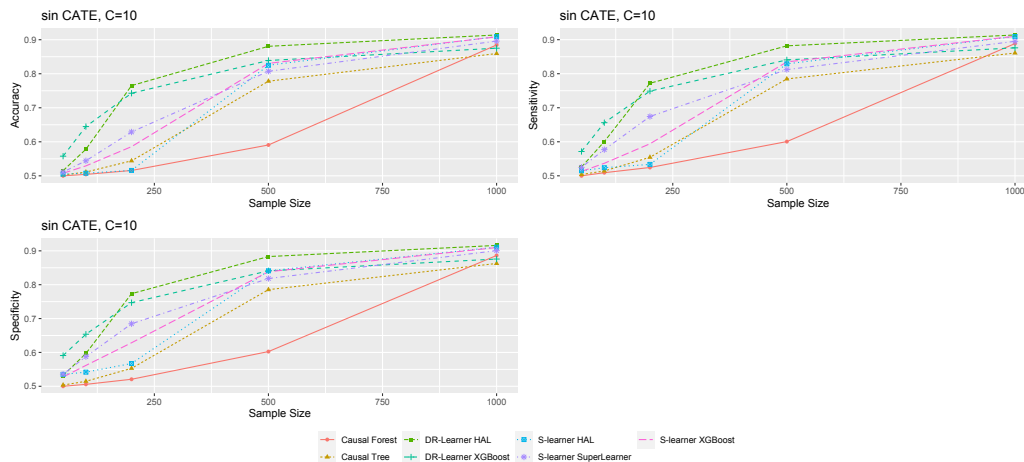 sin CATE, C=10
0.9
0.8
0.7
0.6
0.5
Accuracy
250 500 750 1000
Sample Size
sin CATE, C=10
0.9
0.8
0.7
0.6
0.5
Sensitivity
250 500 750 1000
Sample Size
sin CATE, C=10
0.9
0.8
0.7
0.6
0.5
Specificity
250 500 750 1000
Sample Size
Causal Forest DR-Learner HAL S-learner HAL S-learner XGBoost
Causal Tree DR-Learner XGBoost S-learner SuperLearner